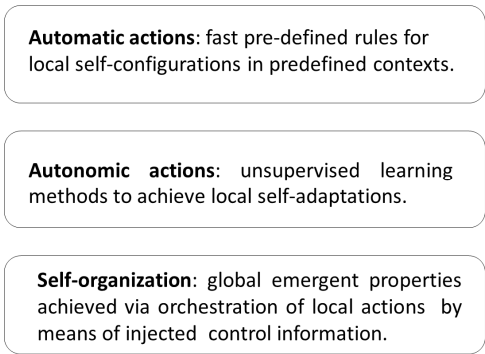 Automatic actions: fast pre-defined rules for
local self-configurations in predefined contexts.
Autonomic actions: unsupervised learning
methods to achieve local self-adaptations.
Self-organization: global emergent properties
achieved via orchestration of local actions by
means of injected control information.